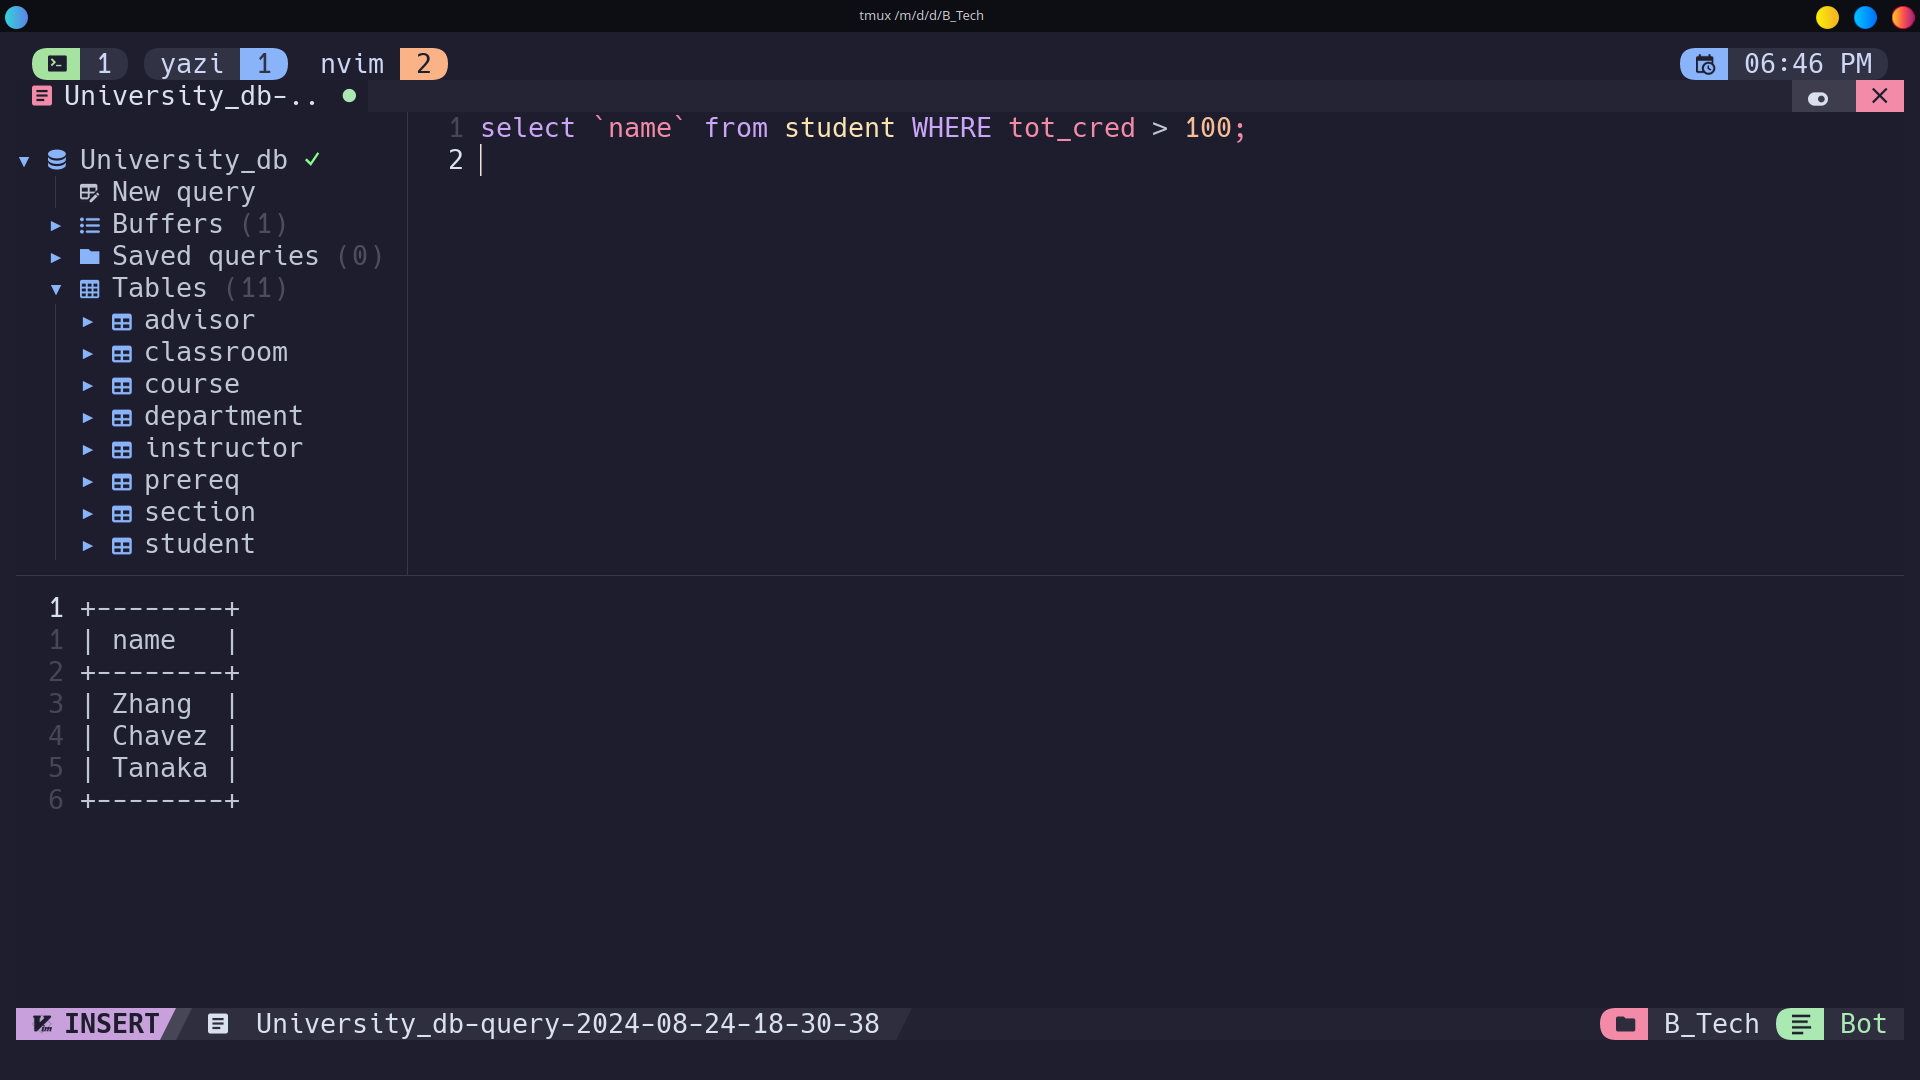 tmux /m/d/d/B_Tech
1 yazi 1 nvim 2 06:46 PM
University_db-..
University_db
New query
Buffers (1)
Saved queries (0)
Tables (11)
advisor
classroom
course
department
instructor
prereq
section
student
1 select `name` from student WHERE tot_cred > 100;
2
1 +--------+
1 | name   |
2 +--------+
3 | Zhang  |
4 | Chavez |
5 | Tanaka |
6 +--------+
INSERT University_db-query-2024-08-24-18-30-38 B_Tech Bot